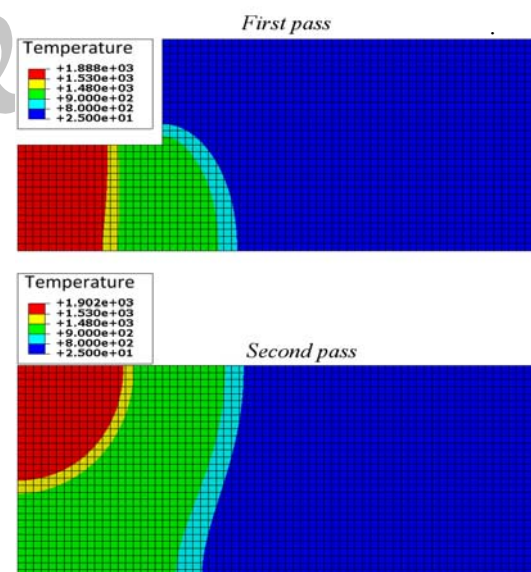 First pass
Temperature
+1.888e+03
+1.530e+03
+1.480e+03
+9.000e+02
+8.000e+02
+2.500e+01
Temperature
+1.902e+03
+1.530e+03
+1.480e+03
+9.000e+02
+8.000e+02
+2.500e+01
Second pass